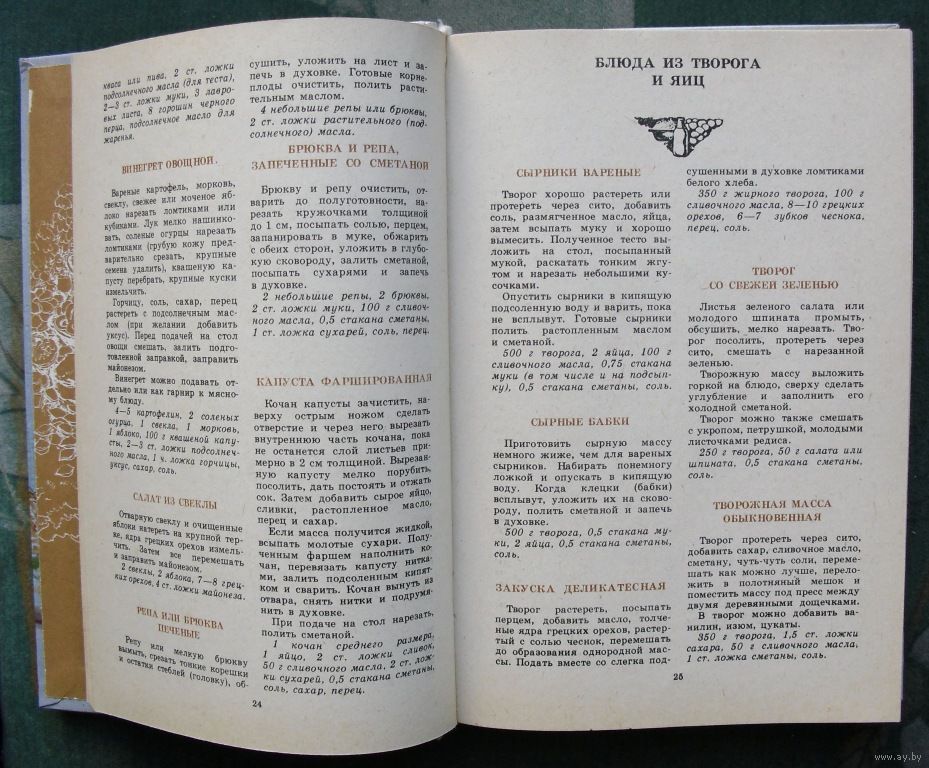 кваса или пива, 2 ст. ложки
подсолнечного масла (для теста),
2—3 ст. ложки муки, 3 лавро-
вых листа, 8 горошин черного
перца, подсолнечное масло для
жаренья.
ВИНЕГРЕТ ОВОЩНОЙ.
Вареные картофель, морковь,
свеклу, свежее или моченое яб-
локо нарезать ломтиками или
кубиками. Лук мелко нашинко-
вать, соленые огурцы нарезать
ломтиками (грубую кожу пред-
варительно срезать, крупные
семена удалить), квашеную ка-
пусту перебрать, крупные куски
измельчить.
Горчицу, соль, сахар, перец
растереть с подсолнечным мас-
лом (при желании добавить
уксус). Перед подачей на стол
овощи смешать, залить подго-
товленной заправкой, заправить
майонезом.
Винегрет можно подавать от-
дельно или как гарнир к мясно-
му блюду.
4—5 картофелин, 2 соленых
огурца, 1 свекла, 1 морковь,
1 яблоко, 100 г квашеной капу-
сты, 2—3 ст. ложки подсолнеч-
ного масла, 1 ч. ложка горчицы,
уксус, сахар, соль.
САЛАТ ИЗ СВЕКЛЫ
Отварную свеклу и очищенные
яблоки натереть на крупной тер-
ке, ядра грецких орехов измель-
чить. Затем все перемешать
и заправить майонезом.
2 свеклы, 2 яблока, 7—8 грец-
ких орехов, 4 ст. ложки майонеза.
РЕПА ИЛИ БРЮКВА
ПЕЧЕНЫЕ
Репу или мелкую брюкву
вымыть, срезать тонкие корешки
и остатки стеблей (головку), об-
сушить, уложить на лист и за-
печь в духовке. Готовые корне-
плоды очистить, полить расти-
тельным маслом.
4 небольшие репы или брюквы,
2 ст. ложки растительного (под-
солнечного) масла.
БРЮКВА И РЕПА,
ЗАПЕЧЕННЫЕ СО СМЕТАНОЙ
Брюкву и репу очистить, от-
варить до полуготовности, на-
резать кружочками толщиной
до 1 см, посыпать солью, перцем,
запанировать в муке, обжарить
с обеих сторон, уложить в глубо-
кую сковороду, залить сметаной,
посыпать сухарями и запечь
в духовке.
2 небольшие репы, 2 брюквы,
2 ст. ложки муки, 100 г сливоч-
ного масла, 0,5 стакана сметаны,
1 ст. ложка сухарей, соль, перец.
КАПУСТА ФАРШИРОВАННАЯ
Кочан капусты зачистить, на-
верху острым ножом сделать
отверстие и через него вырезать
внутреннюю часть кочана, пока
не останется слой листьев при-
мерно в 2 см толщиной. Вырезан-
ную капусту мелко порубить,
посолить, дать постоять и отжать
сок. Затем добавить сырое яйцо,
сливки, растопленное масло,
перец и сахар.
Если масса получится жидкой,
всыпать молотые сухари. Полу-
ченным фаршем наполнить ко-
чан, перевязать капусту нитка-
ми, залить подсоленным кипят-
ком и сварить. Кочан вынуть из
отвара, снять нитки и подрумя-
нить в духовке.
При подаче на стол нарезать,
полить сметаной.
1 кочан среднего размера,
1 яйцо, 2 ст. ложки сливок,
50 г сливочного масла, 2 ст. лож-
ки сухарей, 0,5 стакана сметаны,
соль, сахар, перец.
24
БЛЮДА ИЗ ТВОРОГА
И ЯИЦ
СЫРНИКИ ВАРЕНЫЕ
Творог хорошо растереть или
протереть через сито, добавить
соль, размягченное масло, яйца,
затем всыпать муку и хорошо
вымесить. Полученное тесто вы-
ложить на стол, посыпанный
мукой, раскатать тонким жгу-
том и нарезать небольшими ку-
сочками.
Опустить сырники в кипящую
подсоленную воду и варить, пока
не всплывут. Готовые сырники
полить растопленным маслом
и сметаной.
500 г творога, 2 яйца, 100 г
сливочного масла, 0,75 стакана
муки (в том числе и на подсып-
ку), 0,5 стакана сметаны, соль.
СЫРНЫЕ БАБКИ
Приготовить сырную массу
немного жиже, чем для вареных
сырников. Набирать понемногу
ложкой и опускать в кипящую
воду. Когда клецки (бабки)
всплывут, уложить их на сково-
роду, полить сметаной и запечь
в духовке.
500 г творога, 0,5 стакана му-
ки, 2 яйца, 0,5 стакана сметаны,
соль.
ЗАКУСКА ДЕЛИКАТЕСНАЯ
Творог растереть, посыпать
перцем, добавить масло, толче-
ные ядра грецких орехов, растер-
тый с солью чеснок, перемешать
до образования однородной мас-
сы. Подать вместе со слегка под-
сушенными в духовке ломтиками
белого хлеба.
350 г жирного творога, 100 г
сливочного масла, 8—10 грецких
орехов, 6—7 зубков чеснока,
перец, соль.
ТВОРОГ
СО СВЕЖЕЙ ЗЕЛЕНЬЮ
Листья зеленого салата или
молодого шпината промыть,
обсушить, мелко нарезать. Тво-
рог посолить, протереть через
сито, смешать с нарезанной
зеленью.
Творожную массу выложить
горкой на блюдо, сверху сделать
углубление и заполнить его
холодной сметаной.
Творог можно также смешать
с укропом, петрушкой, молодыми
листочками редиса.
250 г творога, 50 г салата или
шпината, 0,5 стакана сметаны,
соль.
ТВОРОЖНАЯ МАССА
ОБЫКНОВЕННАЯ
Творог протереть через сито,
добавить сахар, сливочное масло,
сметану, чуть-чуть соли, переме-
шать как можно лучше, перело-
жить в полотняный мешок и
поместить массу под пресс между
двумя деревянными дощечками.
В творог можно добавить ва-
нилин, изюм, цукаты.
350 г творога, 1,5 ст. ложки
сахара, 50 г сливочного масла,
1 ст. ложка сметаны, соль.
25
www.ay.by